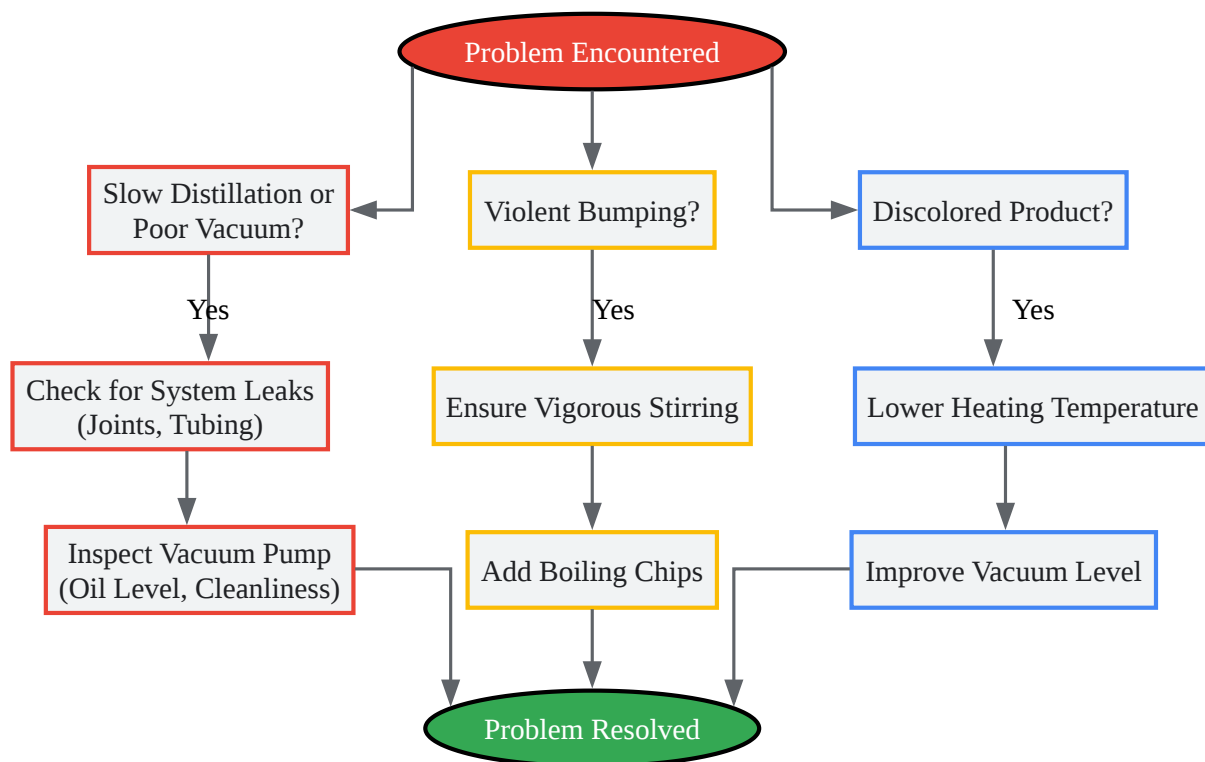 Problem Encountered
Slow Distillation or
Poor Vacuum?
Violent Bumping?
Discolored Product?
Yes
Yes
Yes
Check for System Leaks
(Joints, Tubing)
Ensure Vigorous Stirring
Lower Heating Temperature
Inspect Vacuum Pump
(Oil Level, Cleanliness)
Add Boiling Chips
Improve Vacuum Level
Problem Resolved